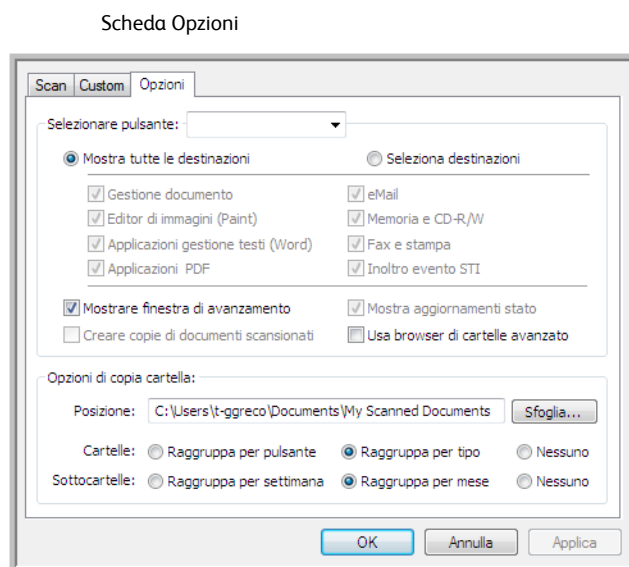 Scheda Opzioni
Scan Custom Opzioni
Selezionare pulsante:
Mostra tutte le destinazioni Seleziona destinazioni
Gestione documento eMail
Editor di immagini (Paint) Memoria e CD-R/W
Applicazioni gestione testi (Word) Fax e stampa
Applicazioni PDF Inoltro evento STI
Mostrare finestra di avanzamento Mostra aggiornamenti stato
Creare copie di documenti scansionati Usa browser di cartelle avanzato
Opzioni di copia cartella:
Posizione: C:\Users\t-ggreco\Documents\My Scanned Documents Sfoglia...
Cartelle: Raggruppa per pulsante Raggruppa per tipo Nessuno
Sottocartelle: Raggruppa per settimana Raggruppa per mese Nessuno
OK Annulla Applica